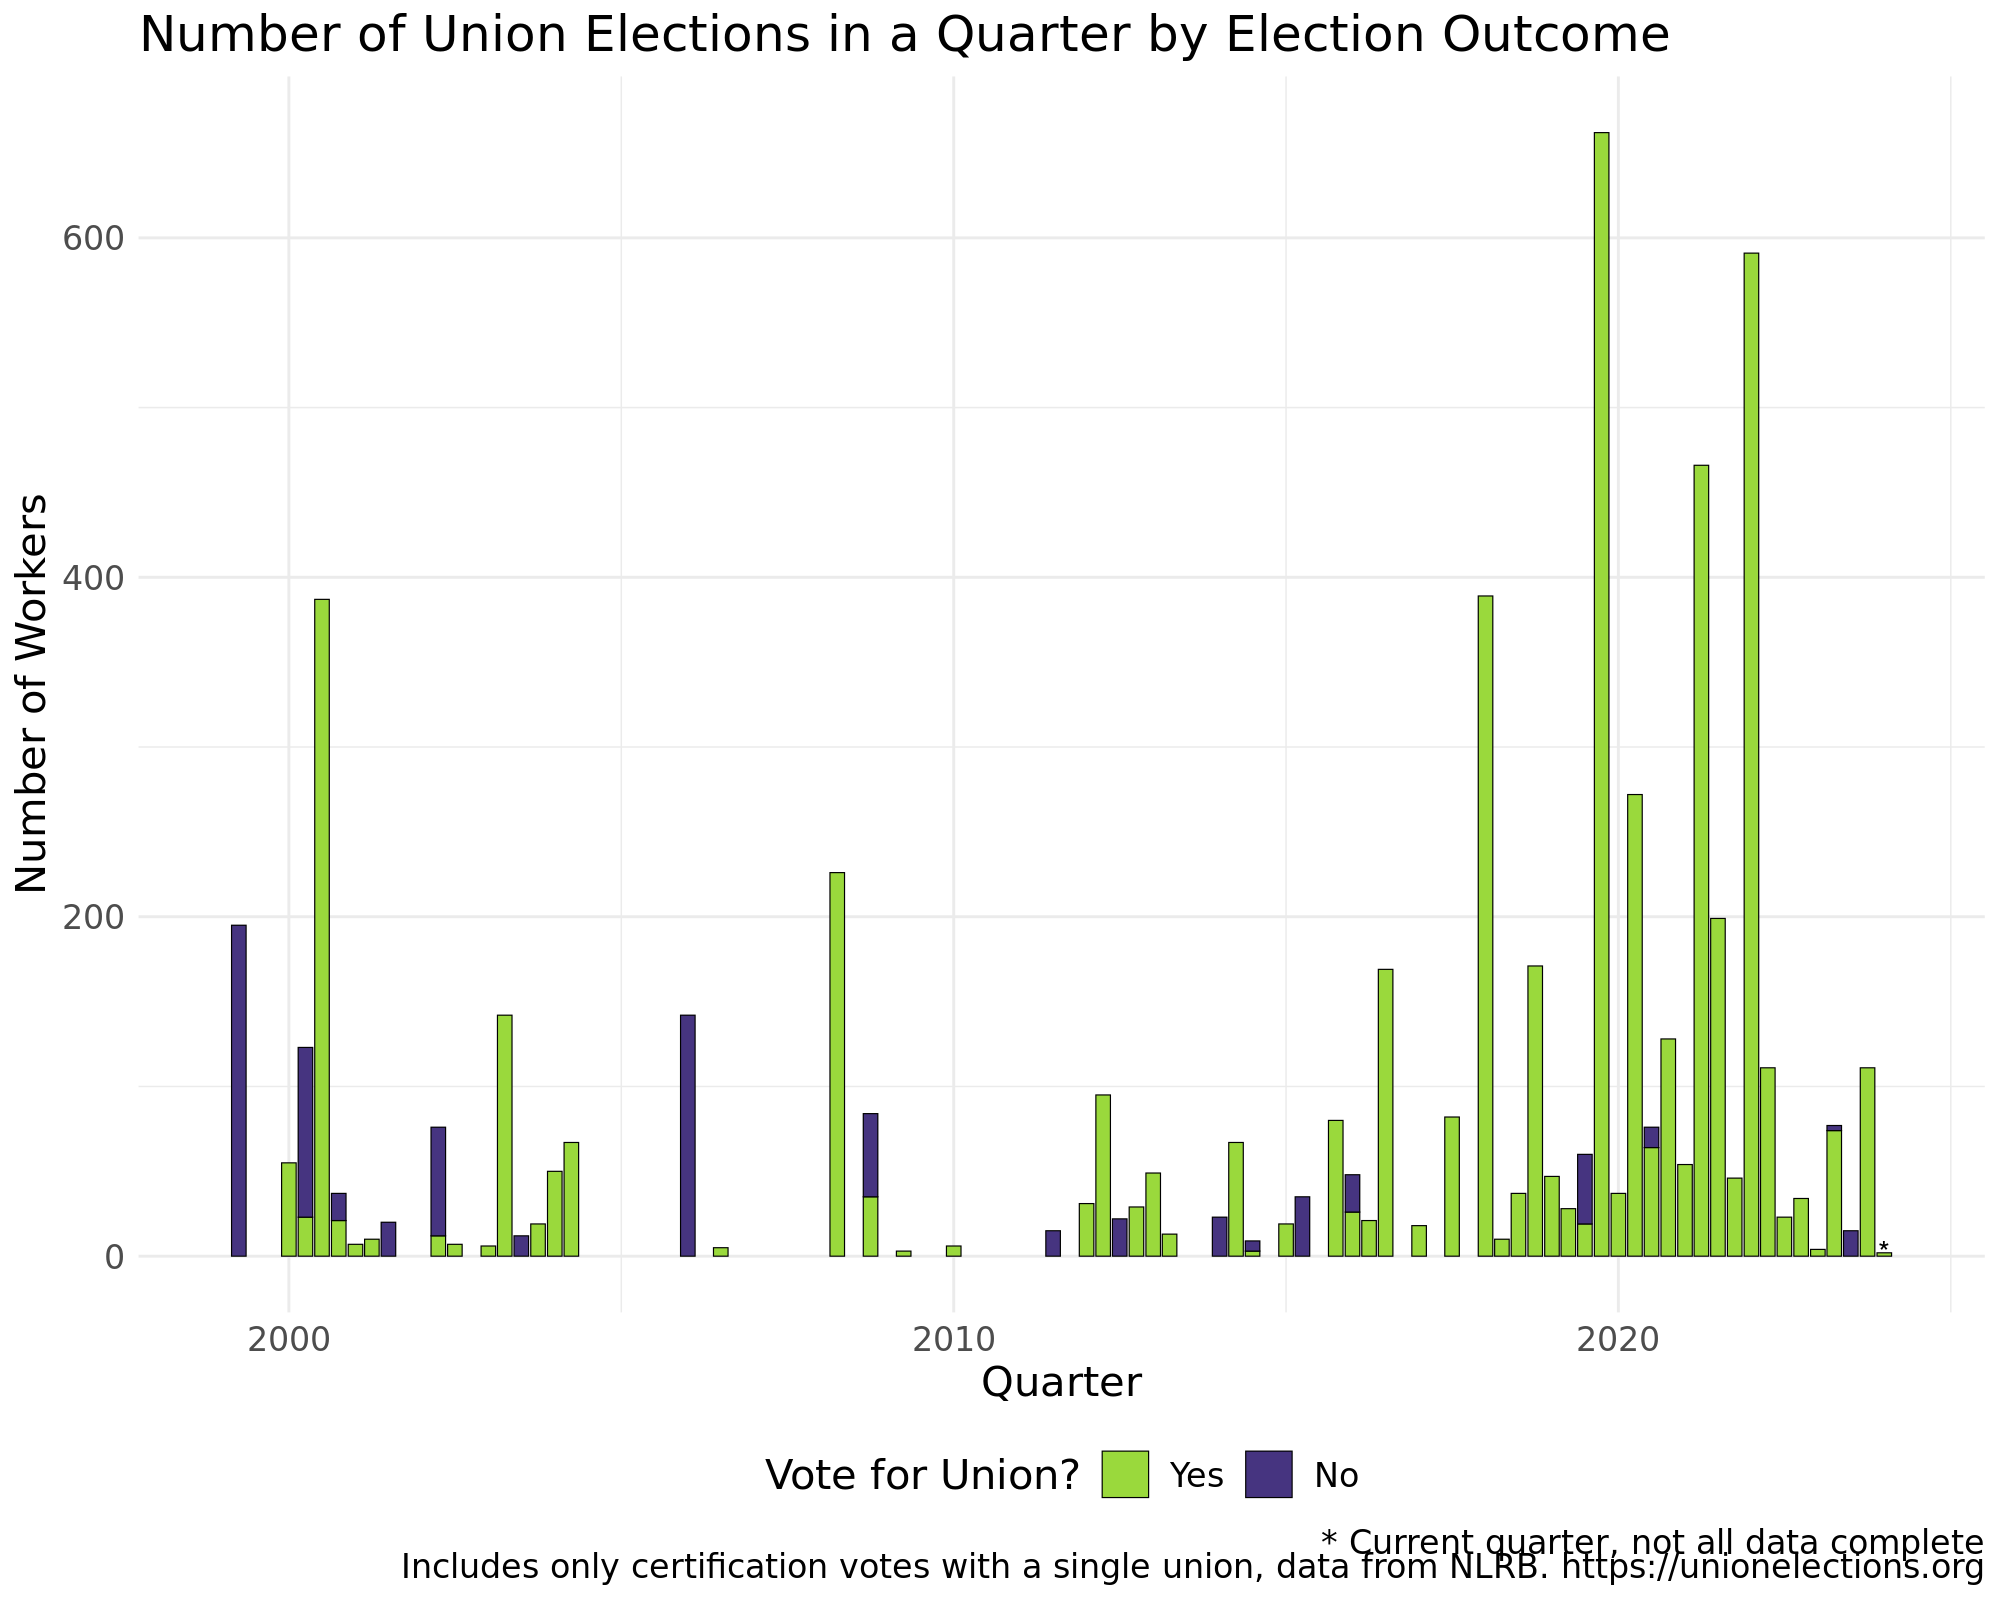 Number of Union Elections in a Quarter by Election Outcome
Number of Workers
600
400
200
0
*
2000
2010
2020
Quarter
Vote for Union?
Yes
No
* Current quarter, not all data complete
Includes only certification votes with a single union, data from NLRB. https://unionelections.org